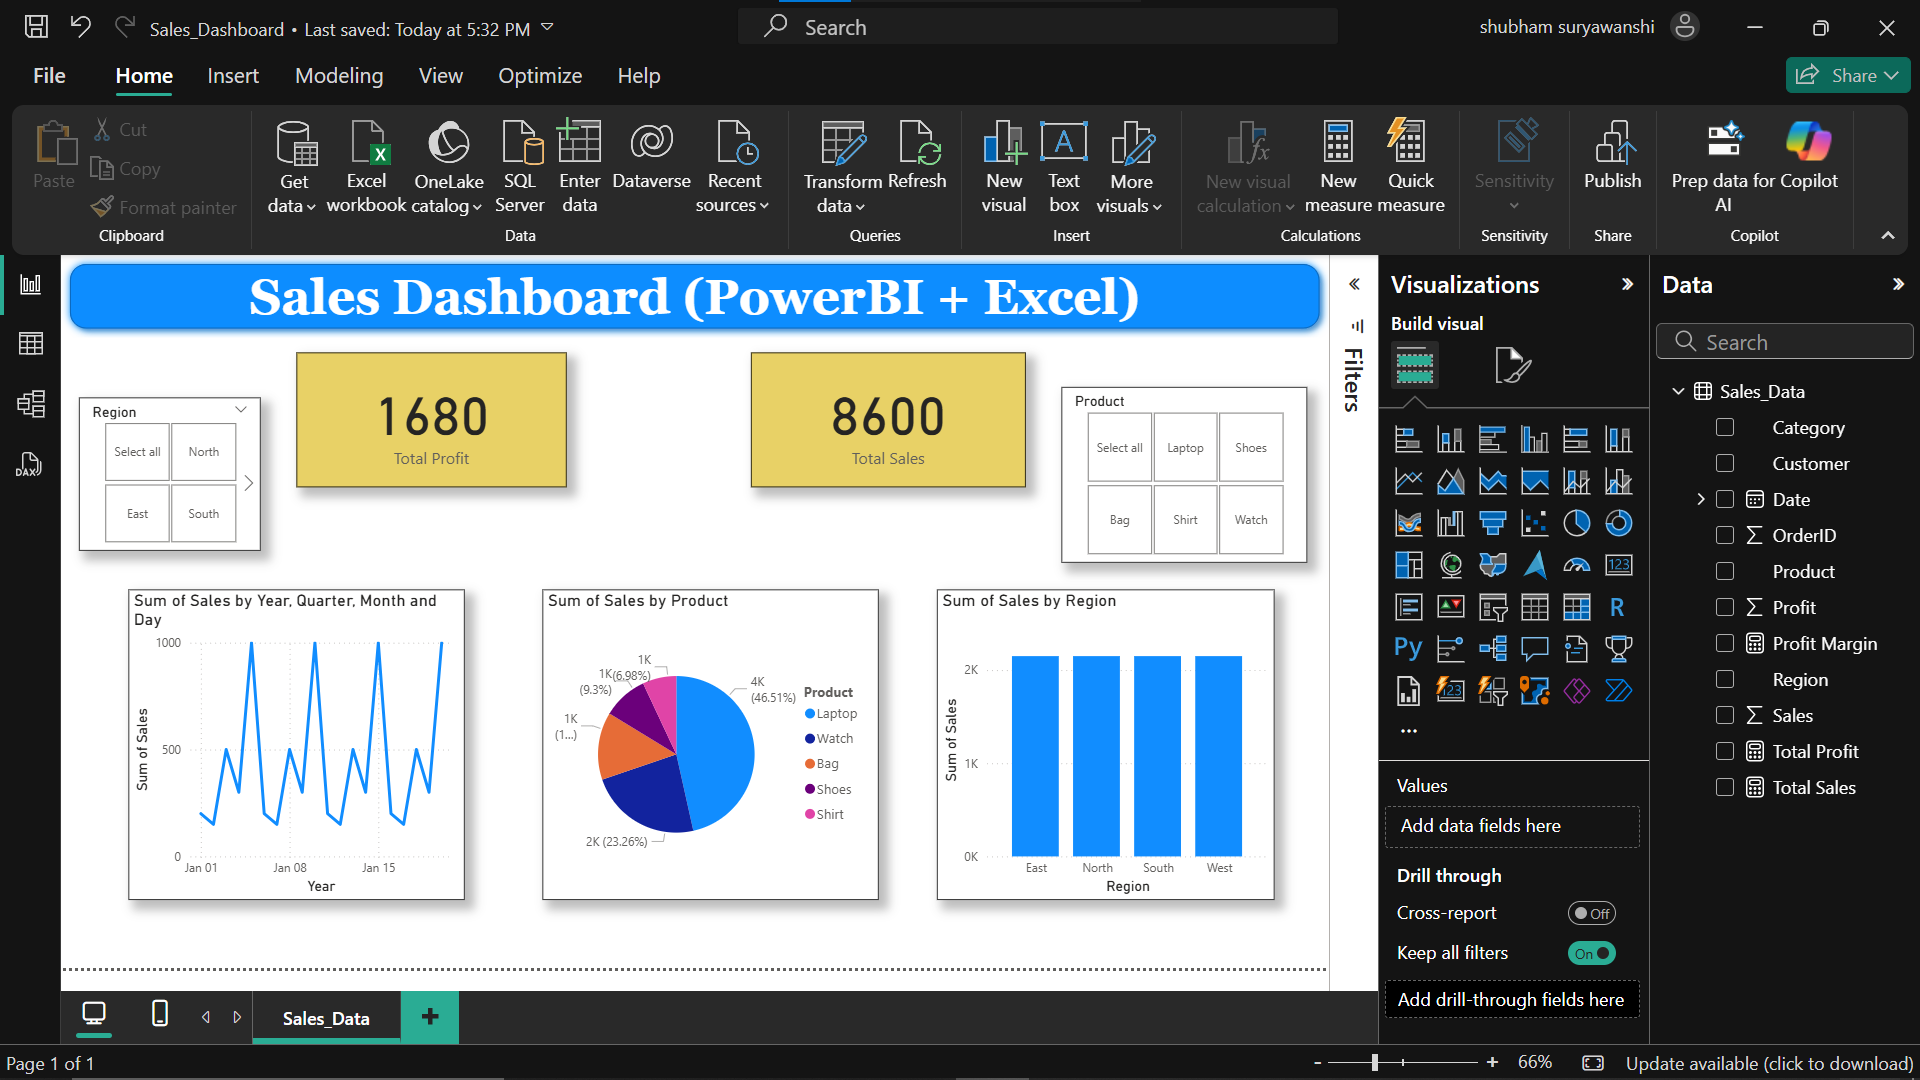 Sales_Dashboard • Last saved: Today at 5:32 PM
Search
shubham suryawanshi
File
Home
Insert
Modeling
View
Optimize
Help
Share
Paste
Cut
Copy
Format painter
Clipboard
Get data
Excel workbook
OneLake catalog
SQL Server
Enter data
Dataverse
Recent sources
Data
Transform data
Refresh
Queries
New visual
Text box
More visuals
Insert
New visual calculation
New measure
Quick measure
Calculations
Sensitivity
Sensitivity
Publish
Share
Prep data for AI
Copilot
Copilot
DAX
Sales Dashboard (PowerBI + Excel)
Region
Select all
North
East
South
1680
Total Profit
8600
Total Sales
Product
Select all
Laptop
Shoes
Bag
Shirt
Watch
Sum of Sales by Year, Quarter, Month and
Day
1000
500
0
Sum of Sales
Jan 01
Jan 08
Jan 15
Year
Sum of Sales by Product
1K
(6.98%)
1K
(9.3%)
1K
(1...)
4K
(46.51%)
2K (23.26%)
Product
Laptop
Watch
Bag
Shoes
Shirt
Sum of Sales by Region
2K
1K
0K
Sum of Sales
East
North
South
West
Region
Filters
Visualizations
Build visual
123
R
Py
123
Values
Add data fields here
Drill through
Cross-report
Off
Keep all filters
On
Add drill-through fields here
Data
Search
Sales_Data
Category
Customer
Date
OrderID
Product
Profit
Profit Margin
Region
Sales
Total Profit
Total Sales
Sales_Data
Page 1 of 1
66%
Update available (click to download)